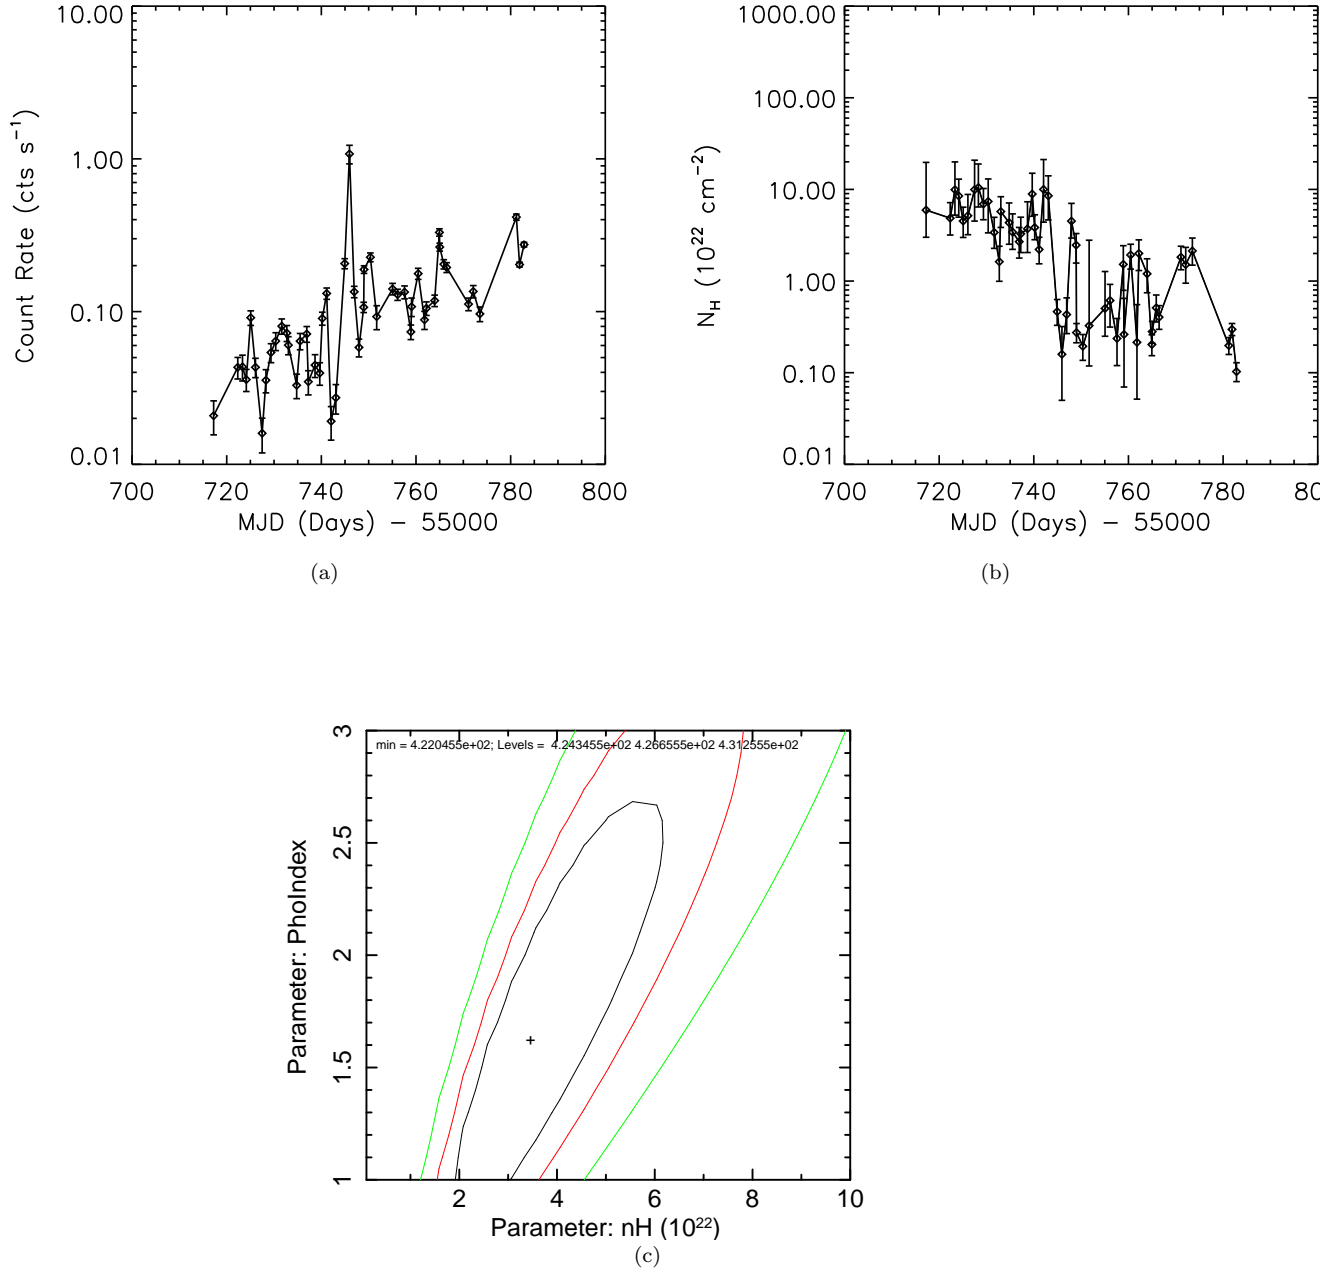 10.00
1.00
0.10
0.01
Count Rate (cts s⁻¹)
700 720 740 760 780 800
MJD (Days) − 55000
(a)
1000.00
100.00
10.00
1.00
0.10
0.01
N_H (10²² cm⁻²)
700 720 740 760 780
MJD (Days) − 55000
(b)
min = 4.220455e+02; Levels = 4.243455e+02 4.266555e+02 4.312555e+02
3
2.5
2
1.5
1
Parameter: PhoIndex
2 4 6 8 10
Parameter: nH (10²²)
(c)